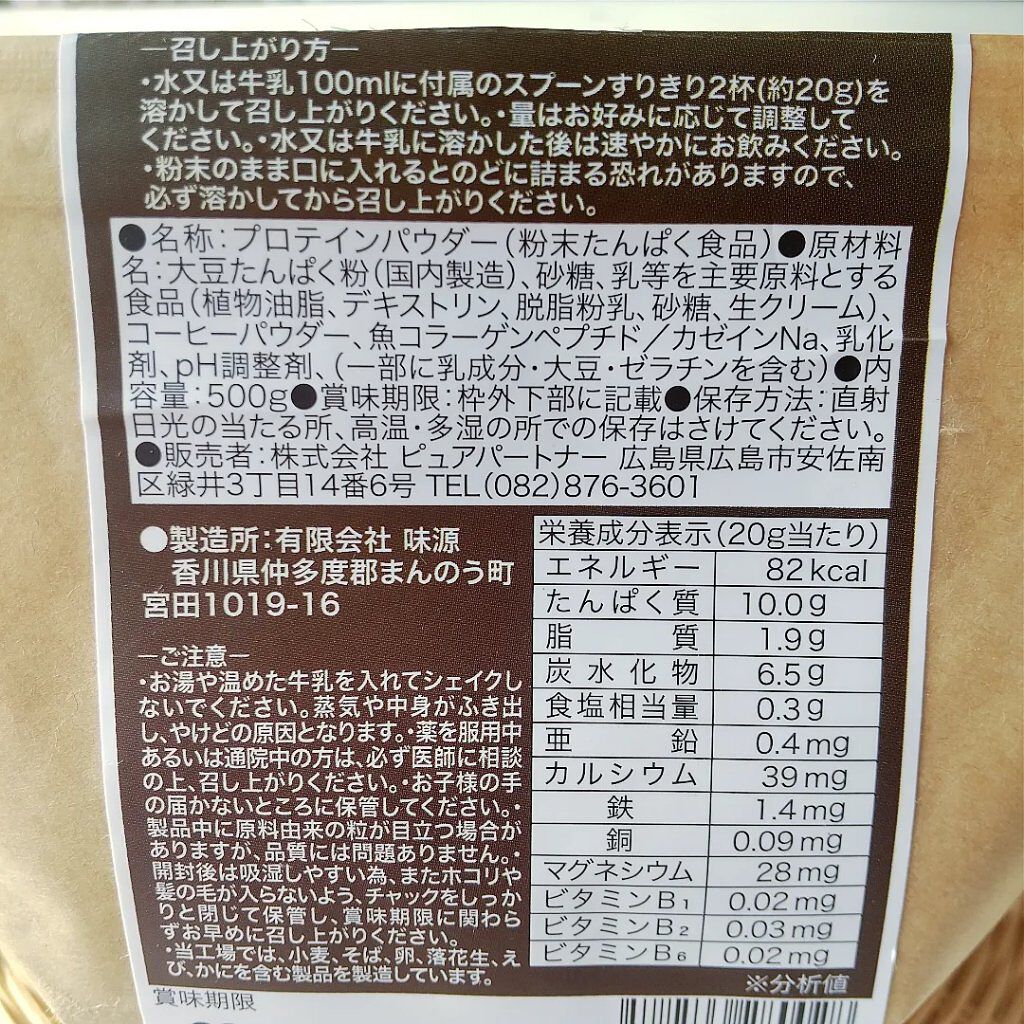 ―召し上がり方―
・水又は牛乳100mlに付属のスプーンすりきり2杯(約20g)を
溶かして召し上がりください。・量はお好みに応じて調整して
ください。・水又は牛乳に溶かした後は速やかにお飲みください。
・粉末のまま口に入れるとのどに詰まる恐れがありますので、
必ず溶かしてから召し上がりください。
●名称：プロテインパウダー（粉末たんぱく食品）●原材料
名：大豆たんぱく粉（国内製造）、砂糖、乳等を主要原料とする
食品（植物油脂、デキストリン、脱脂粉乳、砂糖、生クリーム）、
コーヒーパウダー、魚コラーゲンペプチド／カゼインNa、乳化
剤、pH調整剤、（一部に乳成分・大豆・ゼラチンを含む）●内
容量：500g●賞味期限：枠外下部に記載●保存方法：直射
日光の当たる所、高温・多湿の所での保存はさけてください。
●販売者：株式会社 ピュアパートナー 広島県広島市安佐南
区緑井3丁目14番6号 TEL（082）876-3601
●製造所：有限会社 味源
香川県仲多度郡まんのう町
宮田1019-16
―ご注意―
・お湯や温めた牛乳を入れてシェイクし
ないでください。蒸気や中身がふき出
し、やけどの原因となります。・薬を服用中
あるいは通院中の方は、必ず医師に相談
の上、召し上がりください。・お子様の手
の届かないところに保管してください。・
製品中に原料由来の粒が目立つ場合が
ありますが、品質には問題ありません。・
開封後は吸湿しやすい為、またホコリや
髪の毛が入らないよう、チャックをしっか
りと閉じて保管し、賞味期限に関わら
ずお早めに召し上がりください。
・当工場では、小麦、そば、卵、落花生、え
び、かにを含む製品を製造しています。
栄養成分表示（20g当たり）
エネルギー 82kcal
たんぱく質 10.0g
脂質 1.9g
炭水化物 6.5g
食塩相当量 0.3g
亜鉛 0.4mg
カルシウム 39mg
鉄 1.4mg
銅 0.09mg
マグネシウム 28mg
ビタミンB1 0.02mg
ビタミンB2 0.03mg
ビタミンB6 0.02mg
※分析値
賞味期限